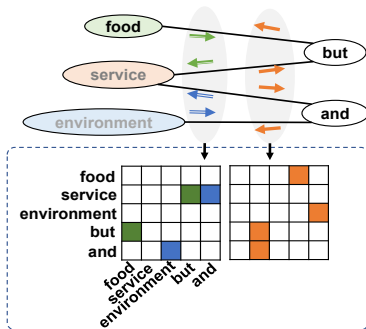 food
but
service
and
environment
food
service
environment
but
and
food
service
environment
but
and